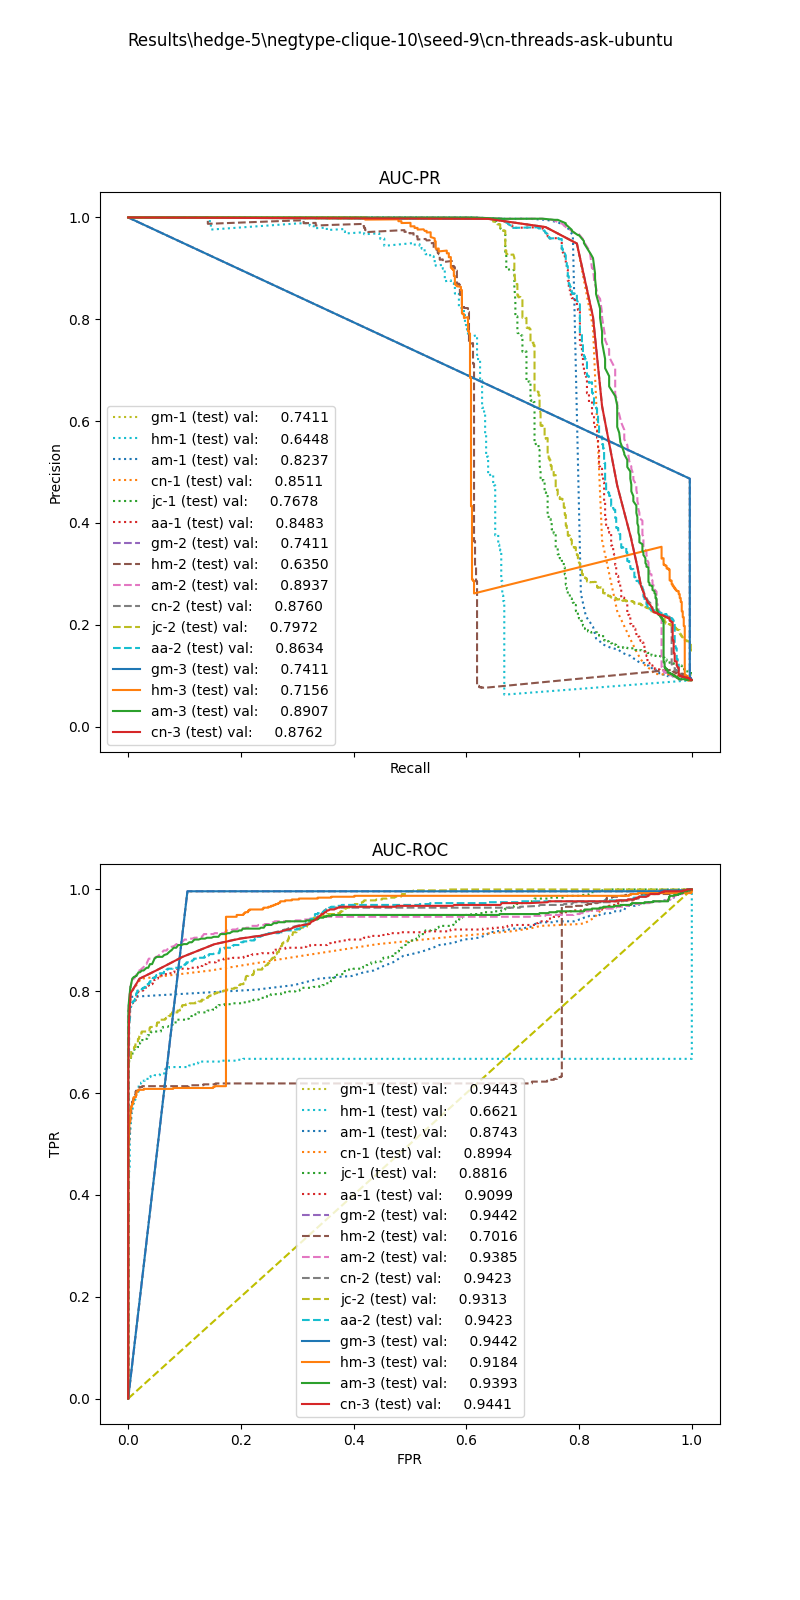 Results\hedge-5\negtype-clique-10\seed-9\cn-threads-ask-ubuntu
AUC-PR
1.0
0.8
0.6
0.4
0.2
0.0
Precision
gm-1 (test) val: 0.7411
hm-1 (test) val: 0.6448
am-1 (test) val: 0.8237
cn-1 (test) val: 0.8511
jc-1 (test) val: 0.7678
aa-1 (test) val: 0.8483
gm-2 (test) val: 0.7411
hm-2 (test) val: 0.6350
am-2 (test) val: 0.8937
cn-2 (test) val: 0.8760
jc-2 (test) val: 0.7972
aa-2 (test) val: 0.8634
gm-3 (test) val: 0.7411
hm-3 (test) val: 0.7156
am-3 (test) val: 0.8907
cn-3 (test) val: 0.8762
Recall
AUC-ROC
1.0
0.8
0.6
0.4
0.2
0.0
TPR
gm-1 (test) val: 0.9443
hm-1 (test) val: 0.6621
am-1 (test) val: 0.8743
cn-1 (test) val: 0.8994
jc-1 (test) val: 0.8816
aa-1 (test) val: 0.9099
gm-2 (test) val: 0.9442
hm-2 (test) val: 0.7016
am-2 (test) val: 0.9385
cn-2 (test) val: 0.9423
jc-2 (test) val: 0.9313
aa-2 (test) val: 0.9423
gm-3 (test) val: 0.9442
hm-3 (test) val: 0.9184
am-3 (test) val: 0.9393
cn-3 (test) val: 0.9441
0.0 0.2 0.4 0.6 0.8 1.0
FPR